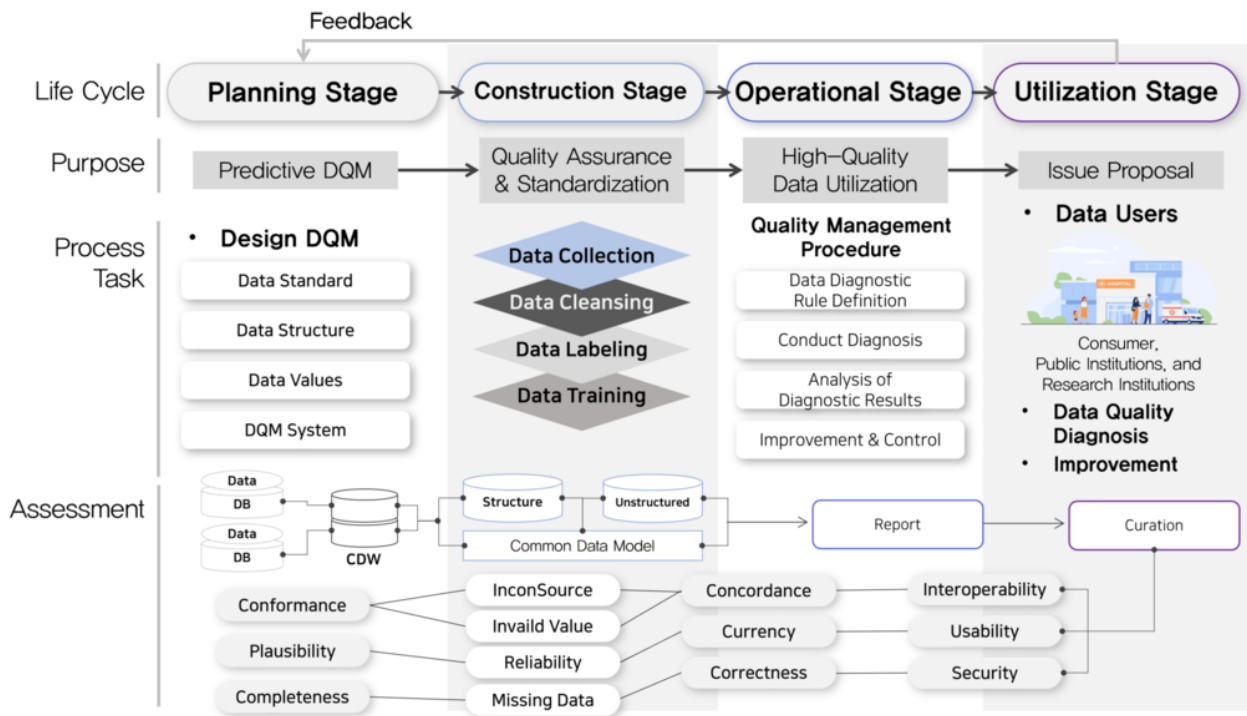 Feedback
Life Cycle
Planning Stage
Construction Stage
Operational Stage
Utilization Stage
Purpose
Predictive DQM
Quality Assurance
& Standardization
High-Quality
Data Utilization
Issue Proposal
Process
Task
• Design DQM
Data Standard
Data Structure
Data Values
DQM System
Data Collection
Data Cleansing
Data Labeling
Data Training
Quality Management
Procedure
Data Diagnostic
Rule Definition
Conduct Diagnosis
Analysis of
Diagnostic Results
Improvement & Control
• Data Users
HOSPITAL
Consumer,
Public Institutions, and
Research Institutions
• Data Quality
Diagnosis
• Improvement
Assessment
Data
DB
Data
DB
CDW
Structure
Unstructured
Common Data Model
Report
Curation
Conformance
Plausibility
Completeness
InconSource
Invaild Value
Reliability
Missing Data
Concordance
Currency
Correctness
Interoperability
Usability
Security